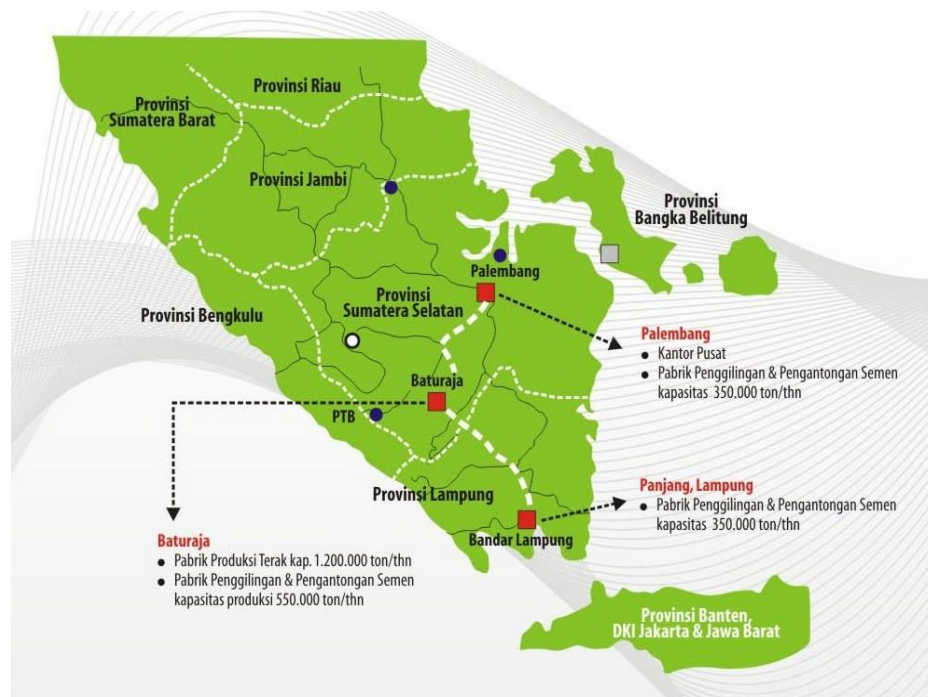 Provinsi Riau
Provinsi
Sumatera Barat
Provinsi Jambi
Provinsi
Bangka Belitung
Palembang
Provinsi
Sumatera Selatan
Provinsi Bengkulu
Palembang
● Kantor Pusat
● Pabrik Penggilingan & Pengantongan Semen
kapasitas 350.000 ton/thn
Baturaja
PTB
Provinsi Lampung
Panjang, Lampung
● Pabrik Penggilingan & Pengantongan Semen
kapasitas 350.000 ton/thn
Bandar Lampung
Baturaja
● Pabrik Produksi Terak kap. 1.200.000 ton/thn
● Pabrik Penggilingan & Pengantongan Semen
kapasitas produksi 550.000 ton/thn
Provinsi Banten,
DKI Jakarta & Jawa Barat